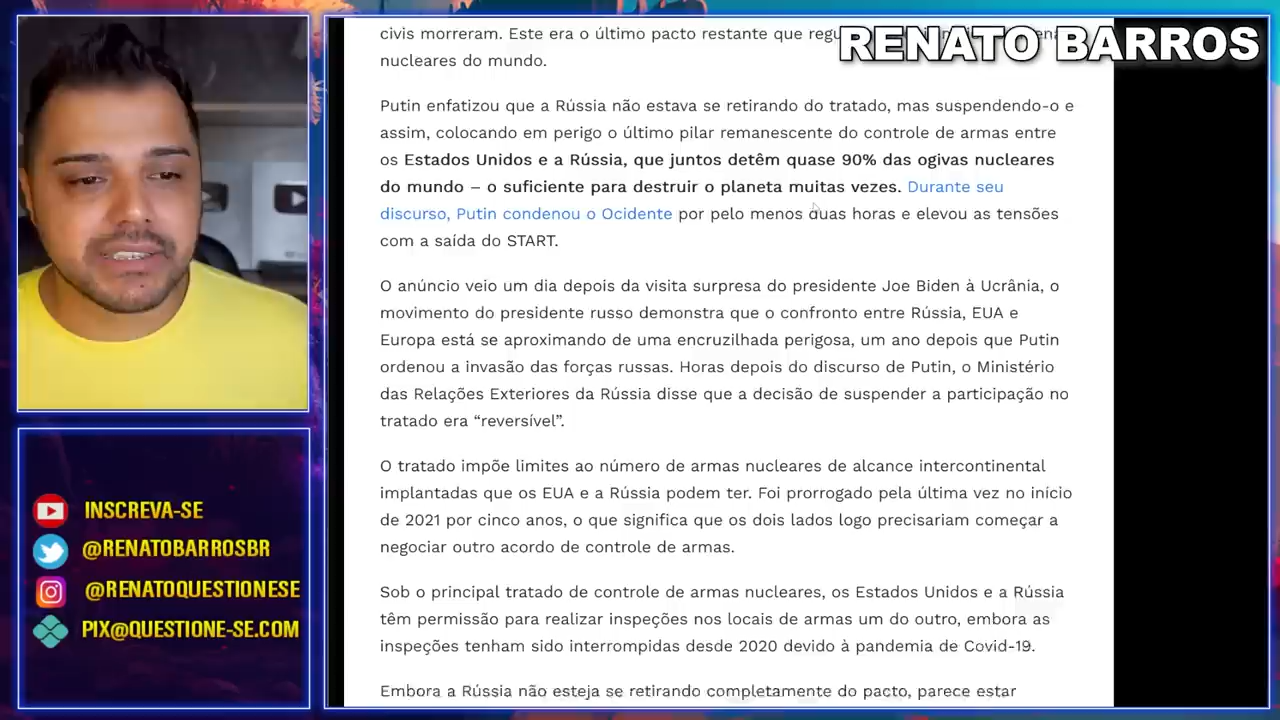 RENATO BARROS
civis morreram. Este era o último pacto restante que
nucleares do mundo.
Putin enfatizou que a Rússia não estava se retirando do tratado, mas suspendendo-o e
assim, colocando em perigo o último pilar remanescente do controle de armas entre
os Estados Unidos e a Rússia, que juntos detêm quase 90% das ogivas nucleares
do mundo – o suficiente para destruir o planeta muitas vezes. Durante seu
discurso, Putin condenou o Ocidente por pelo menos duas horas e elevou as tensões
com a saída do START.
O anúncio veio um dia depois da visita surpresa do presidente Joe Biden à Ucrânia, o
movimento do presidente russo demonstra que o confronto entre Rússia, EUA e
Europa está se aproximando de uma encruzilhada perigosa, um ano depois que Putin
ordenou a invasão das forças russas. Horas depois do discurso de Putin, o Ministério
das Relações Exteriores da Rússia disse que a decisão de suspender a participação no
tratado era “reversível”.
O tratado impõe limites ao número de armas nucleares de alcance intercontinental
implantadas que os EUA e a Rússia podem ter. Foi prorrogado pela última vez no início
de 2021 por cinco anos, o que significa que os dois lados logo precisariam começar a
negociar outro acordo de controle de armas.
Sob o principal tratado de controle de armas nucleares, os Estados Unidos e a Rússia
têm permissão para realizar inspeções nos locais de armas um do outro, embora as
inspeções tenham sido interrompidas desde 2020 devido à pandemia de Covid-19.
Embora a Rússia não esteja se retirando completamente do pacto, parece estar
INSCREVA-SE
@RENATOBARROSBR
@RENATOQUESTIONESE
PIX@QUESTIONE-SE.COM